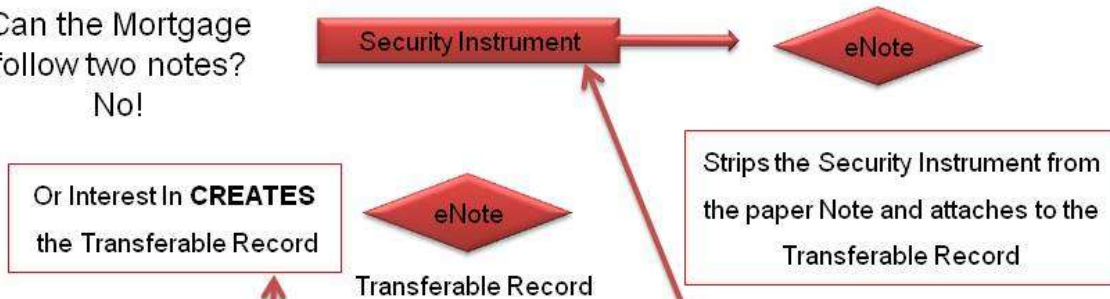 Can the Mortgage
follow two notes?
No!
Security Instrument
eNote
Strips the Security Instrument from
the paper Note and attaches to the
Transferable Record
Or Interest In CREATES
the Transferable Record
eNote
Transferable Record